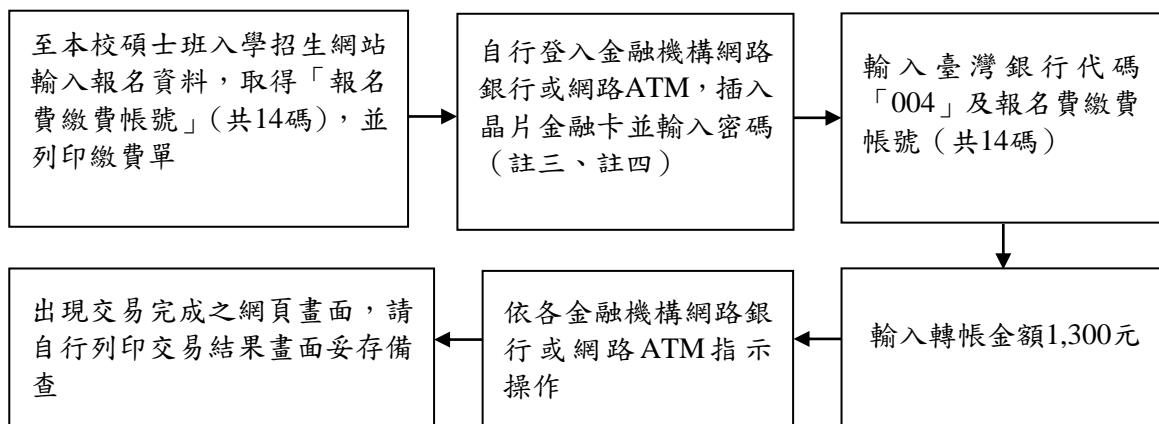 至本校碩士班入學招生網站
輸入報名資料，取得「報名
費繳費帳號」(共14碼)，並
列印繳費單
自行登入金融機構網路
銀行或網路ATM，插入
晶片金融卡並輸入密碼
（註三、註四）
輸入臺灣銀行代碼
「004」及報名費繳費
帳號（共14碼）
輸入轉帳金額1,300元
依各金融機構網路銀
行或網路ATM指示
操作
出現交易完成之網頁畫面，請
自行列印交易結果畫面妥存備
查